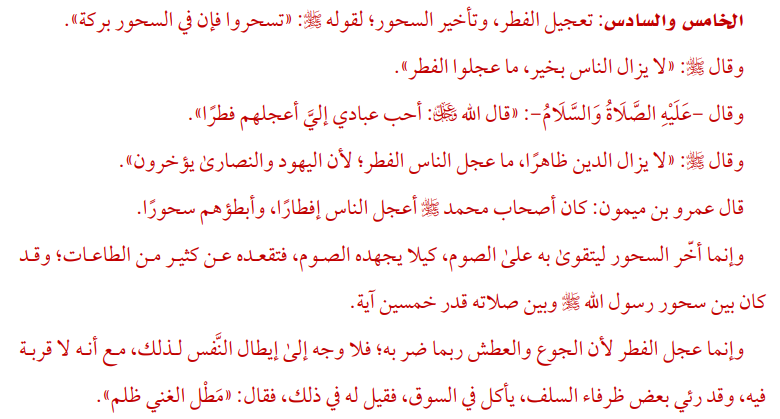 الخامس والسادس: تعجيل الفطر، وتأخير السحور؛ لقوله ﷺ: «تسحروا فإن في السحور بركة».
وقال ﷺ: «لا يزال الناس بخير، ما عجلوا الفطر».
وقال –عَلَيْهِ الصَّلَاةُ وَالسَّلَامُ–: «قال الله ﷻ: أحب عبادي إليَّ أعجلهم فطرًا».
وقال ﷺ: «لا يزال الدين ظاهرًا، ما عجل الناس الفطر؛ لأن اليهود والنصارىٰ يؤخرون».
قال عمرو بن ميمون: كان أصحاب محمد ﷺ أعجل الناس إفطارًا، وأبطؤهم سحورًا.
وإنما أخّر السحور ليتقوىٰ به علىٰ الصوم، كيلا يجهده الصوم، فتقعده عن كثير من الطاعات؛ وقد
كان بين سحور رسول الله ﷺ وبين صلاته قدر خمسين آية.
وإنما عجل الفطر لأن الجوع والعطش ربما ضر به؛ فلا وجه إلىٰ إيطال النَّفس لذلك، مع أنه لا قربة
فيه، وقد رئي بعض ظرفاء السلف، يأكل في السوق، فقيل له في ذلك، فقال: «مَطْل الغني ظلم».